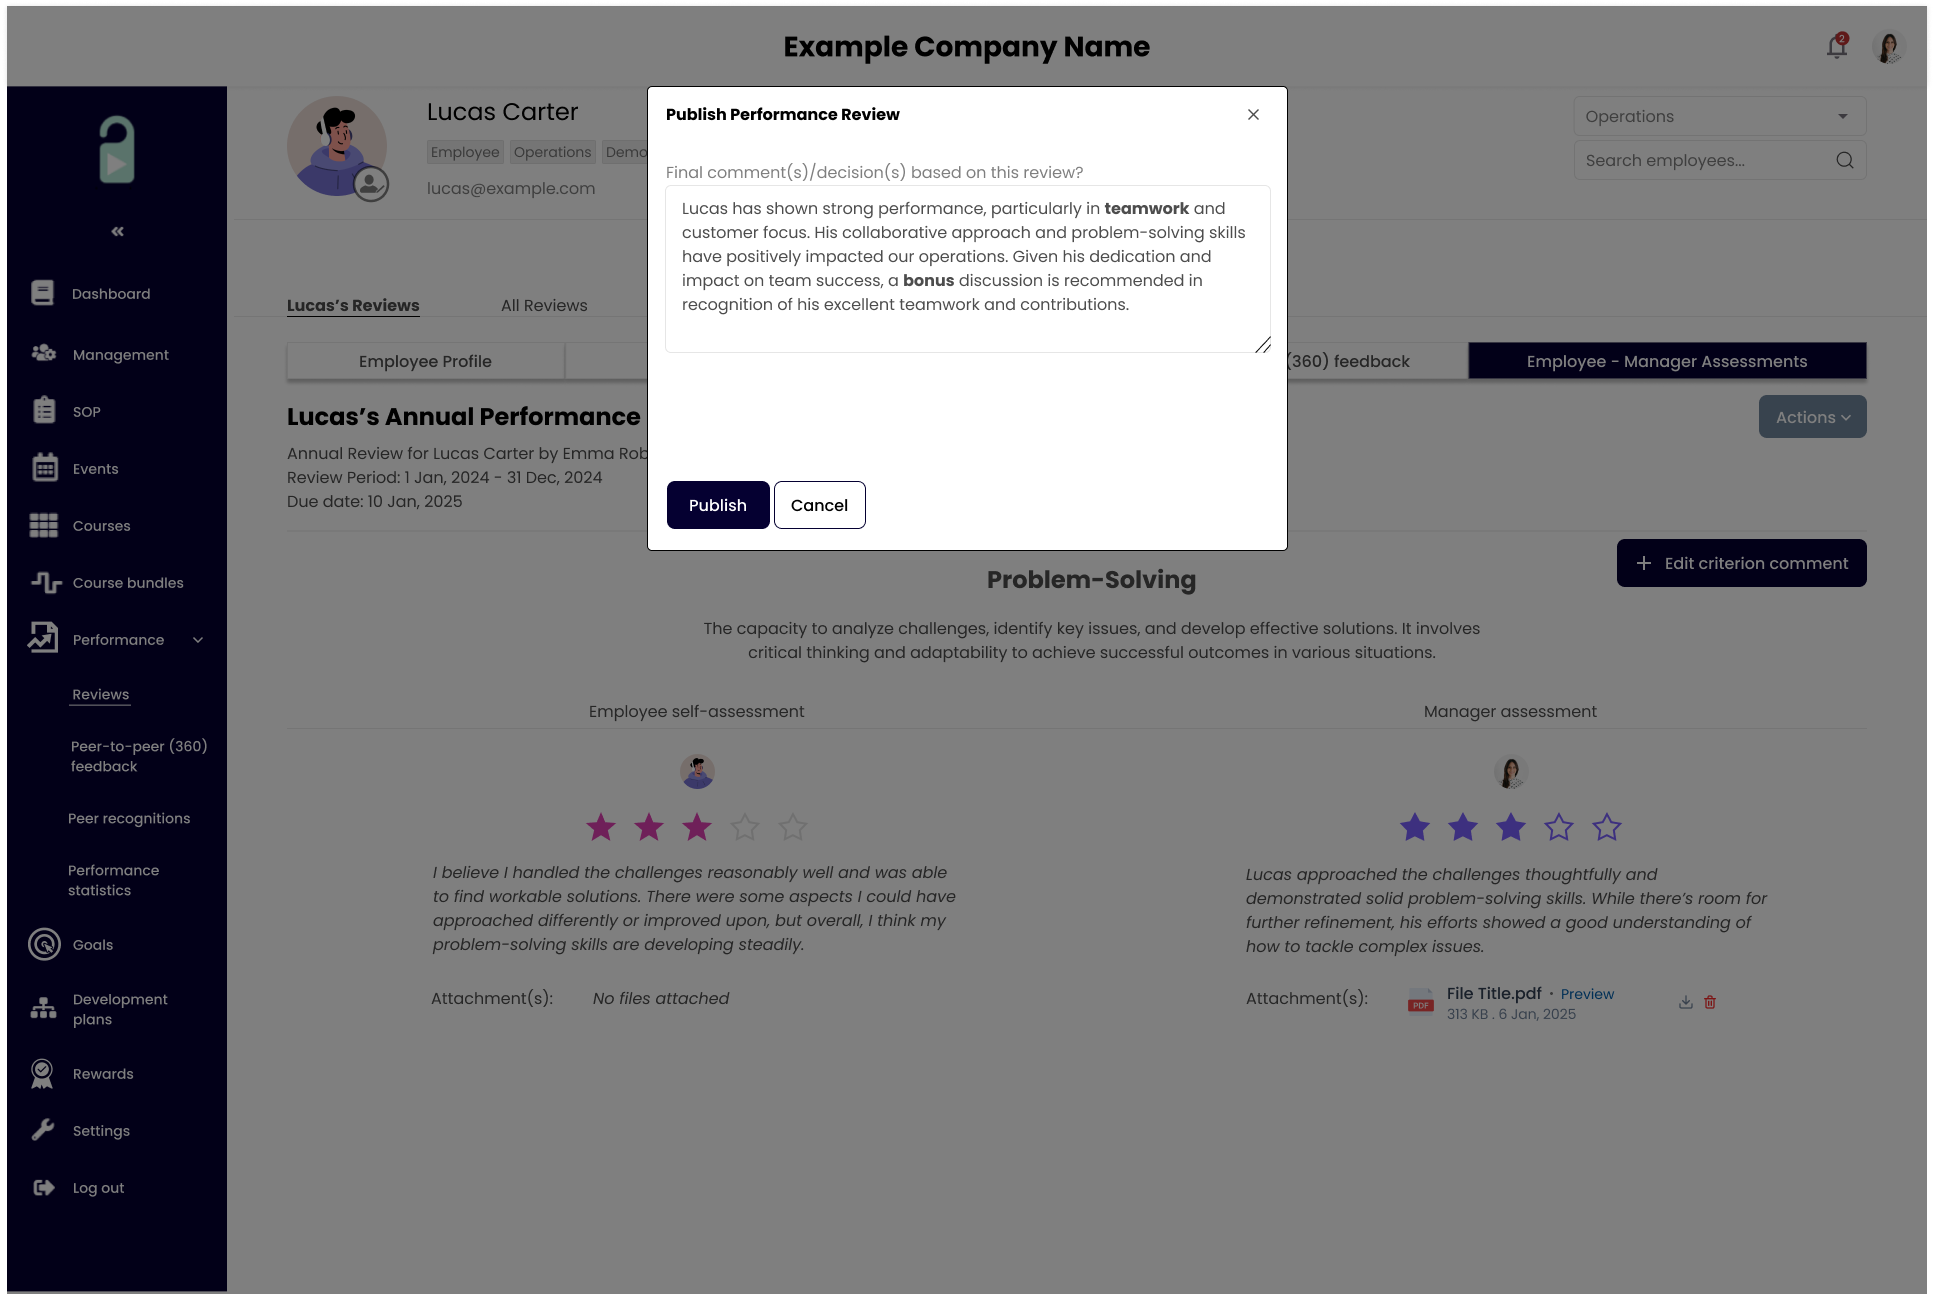 Example Company Name
2
Lucas Carter
Employee Operations Demo
lucas@example.com
Operations
Search employees...
«
Dashboard
Management
SOP
Events
Courses
Course bundles
Performance
Reviews
Peer-to-peer (360)
feedback
Peer recognitions
Performance
statistics
Goals
Development
plans
Rewards
Settings
Log out
Lucas’s Reviews
All Reviews
Employee Profile
(360) feedback
Employee - Manager Assessments
Lucas’s Annual Performance
Actions
Annual Review for Lucas Carter by Emma Rob
Review Period: 1 Jan, 2024 - 31 Dec, 2024
Due date: 10 Jan, 2025
Publish Performance Review
Final comment(s)/decision(s) based on this review?
Lucas has shown strong performance, particularly in teamwork and
customer focus. His collaborative approach and problem-solving skills
have positively impacted our operations. Given his dedication and
impact on team success, a bonus discussion is recommended in
recognition of his excellent teamwork and contributions.
Publish
Cancel
+ Edit criterion comment
Problem-Solving
The capacity to analyze challenges, identify key issues, and develop effective solutions. It involves
critical thinking and adaptability to achieve successful outcomes in various situations.
Employee self-assessment
I believe I handled the challenges reasonably well and was able
to find workable solutions. There were some aspects I could have
approached differently or improved upon, but overall, I think my
problem-solving skills are developing steadily.
Attachment(s): No files attached
Manager assessment
Lucas approached the challenges thoughtfully and
demonstrated solid problem-solving skills. While there’s room for
further refinement, his efforts showed a good understanding of
how to tackle complex issues.
Attachment(s):
PDF
File Title.pdf · Preview
313 KB . 6 Jan, 2025